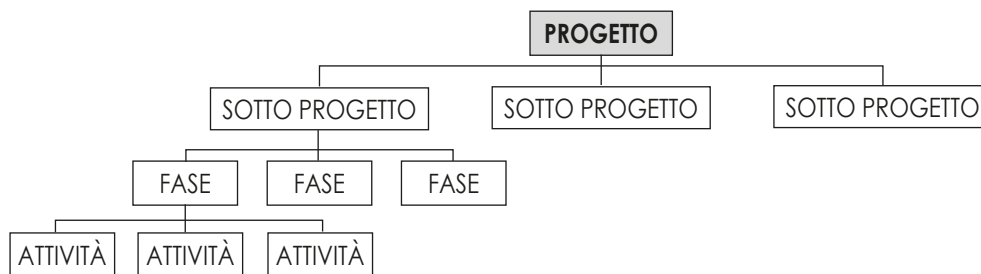 PROGETTO
SOTTO PROGETTO
SOTTO PROGETTO
SOTTO PROGETTO
FASE
FASE
FASE
ATTIVITÀ
ATTIVITÀ
ATTIVITÀ